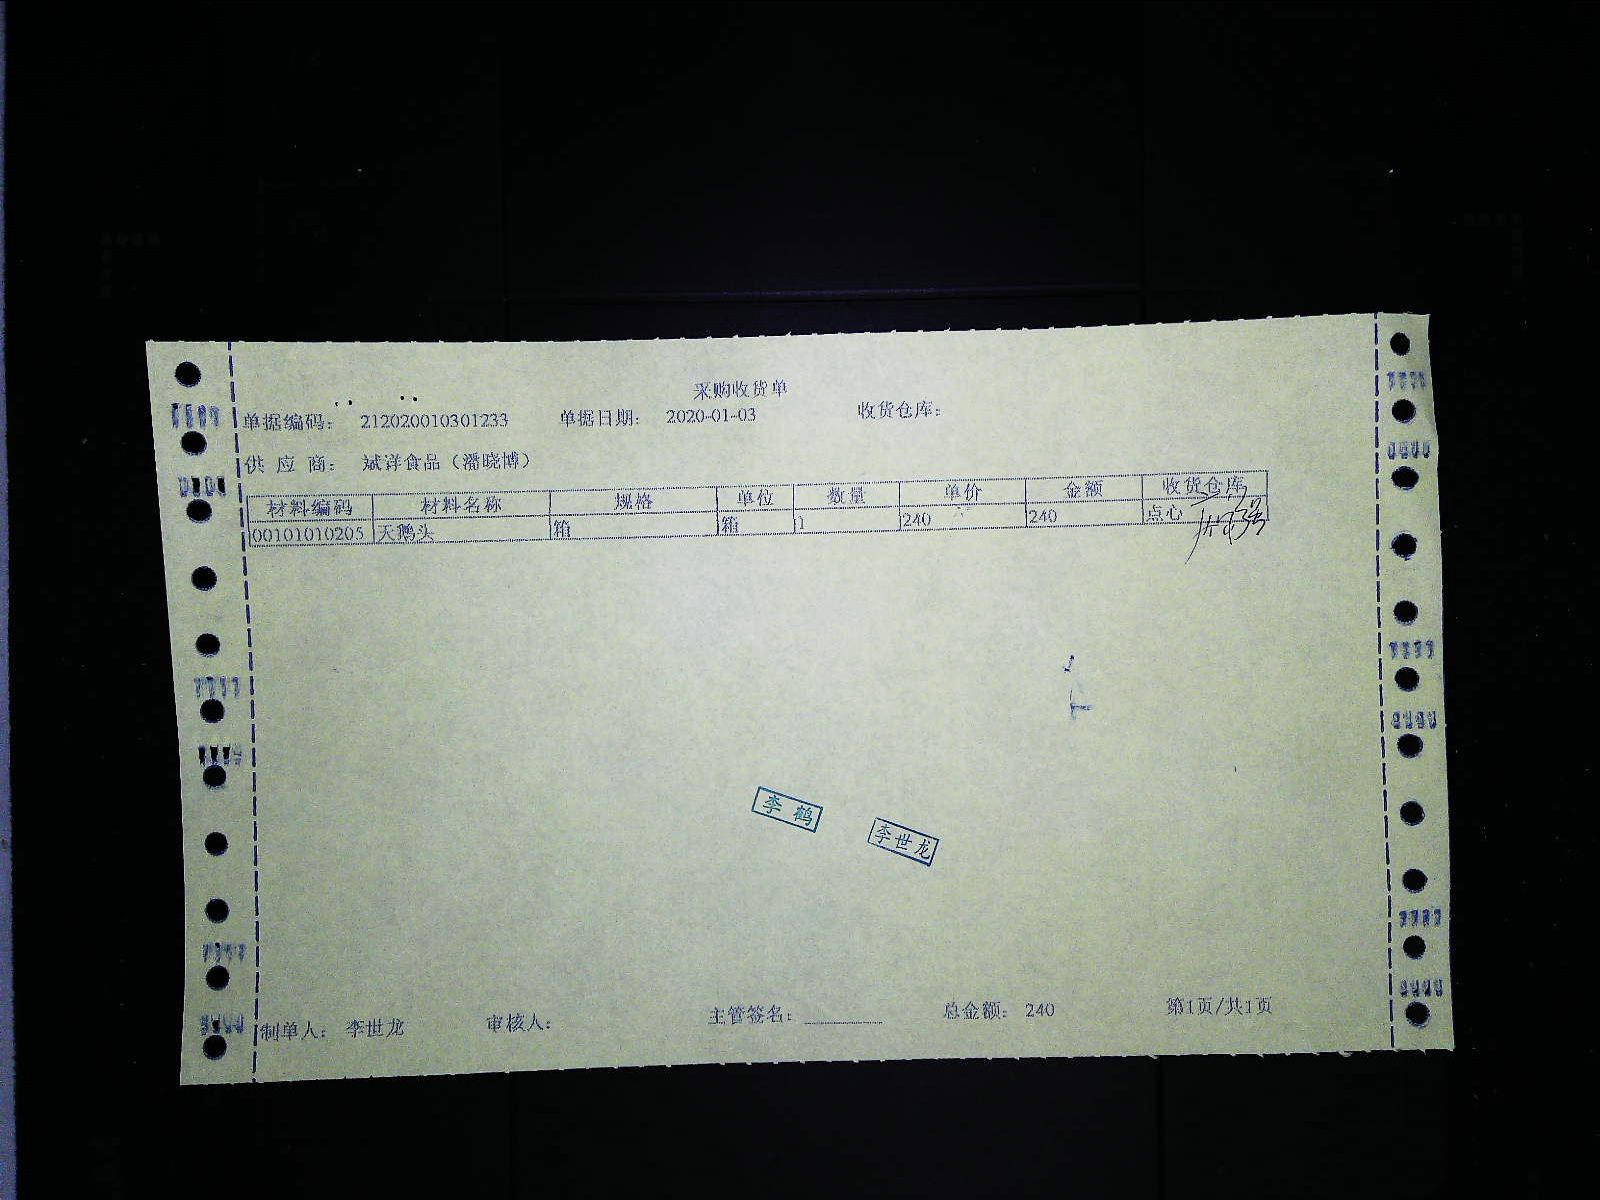 采购收货单
单据编码： 212020010301233 单据日期： 2020-01-03 收货仓库：
供 应 商： 斌洋食品（潘晓博）
材料编码 材料名称 规格 单位 数量 单价 金额 收货仓库
00101010205 天鹅头 箱 箱 1 240 240 点心
李鹤
李世龙
制单人： 李世龙 审核人： 主管签名： 总金额： 240 第1页/共1页